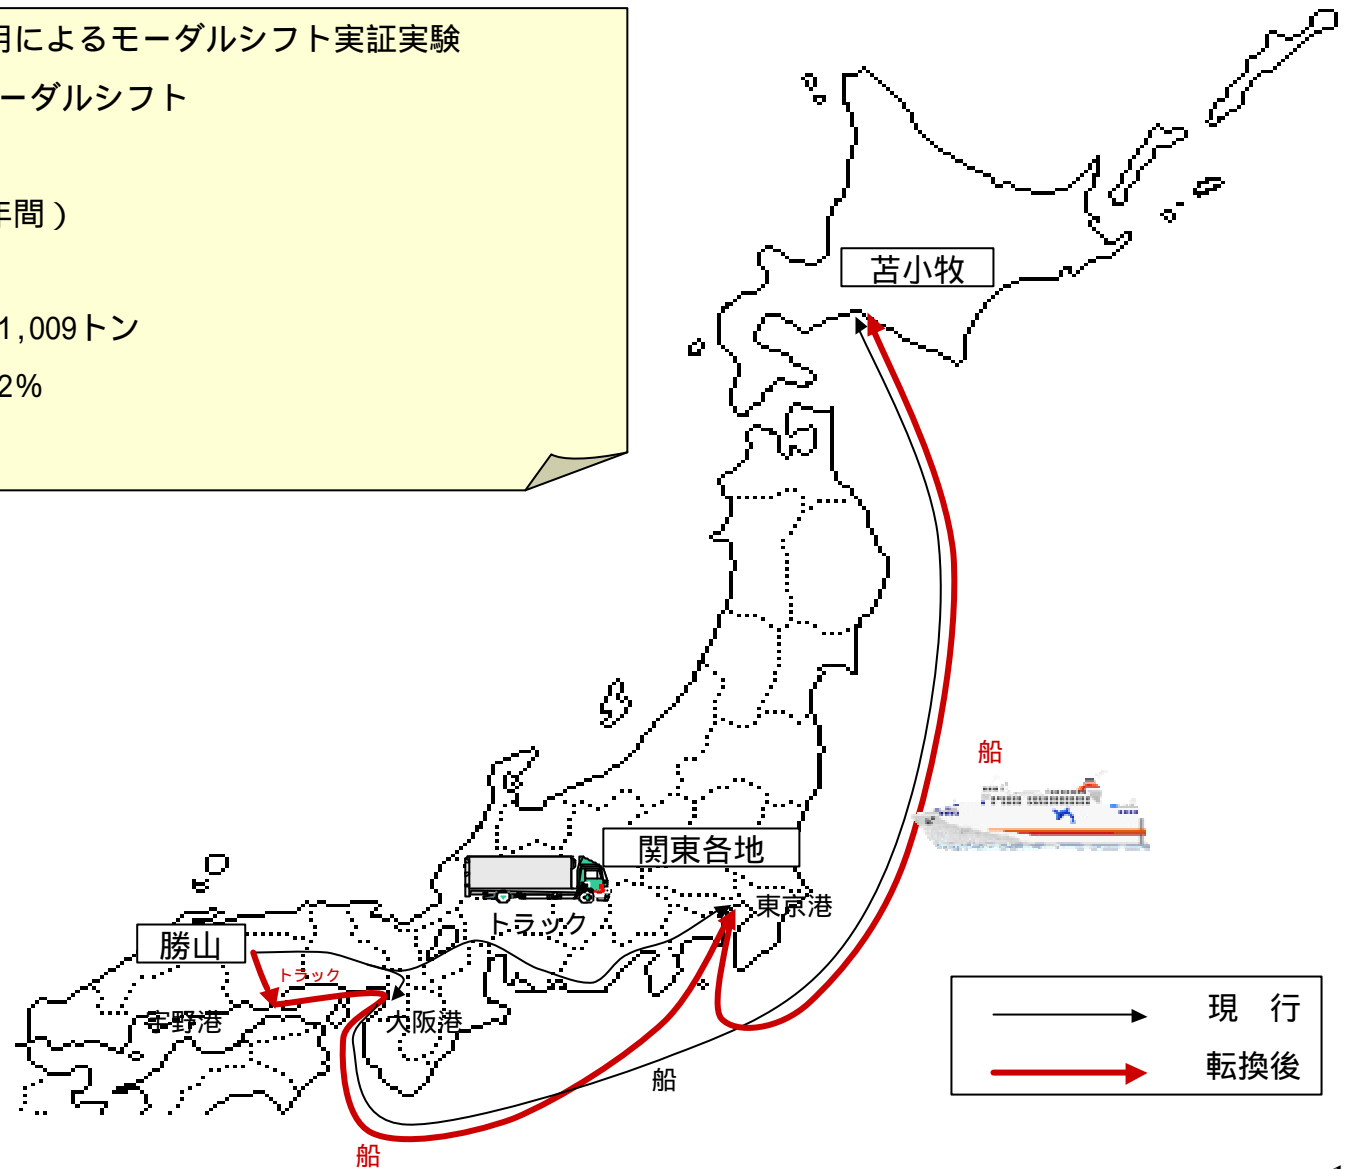 によるモーダルシフト実証実験
ーダルシフト
年間）
1,009トン
2％
苫小牧
船
関東各地
東京港
トラック
勝山
トラック
宇野港
大阪港
船
船
現　行
転換後